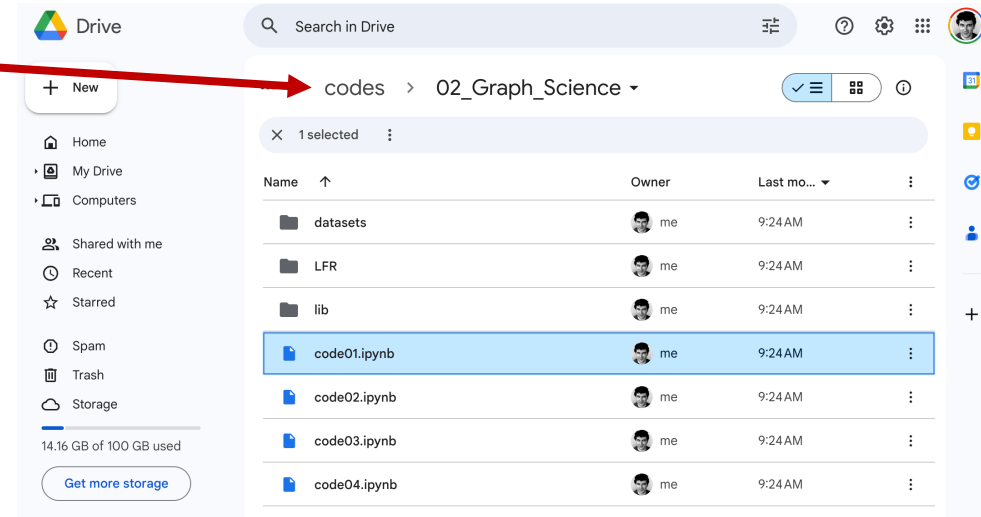 Drive
Search in Drive
New
codes > 02_Graph_Science
1 selected
Home
My Drive
Computers
Shared with me
Recent
Starred
Spam
Trash
Storage
14.16 GB of 100 GB used
Get more storage
Name Owner Last mo...
datasets me 9:24 AM
LFR me 9:24 AM
lib me 9:24 AM
code01.ipynb me 9:24 AM
code02.ipynb me 9:24 AM
code03.ipynb me 9:24 AM
code04.ipynb me 9:24 AM
31